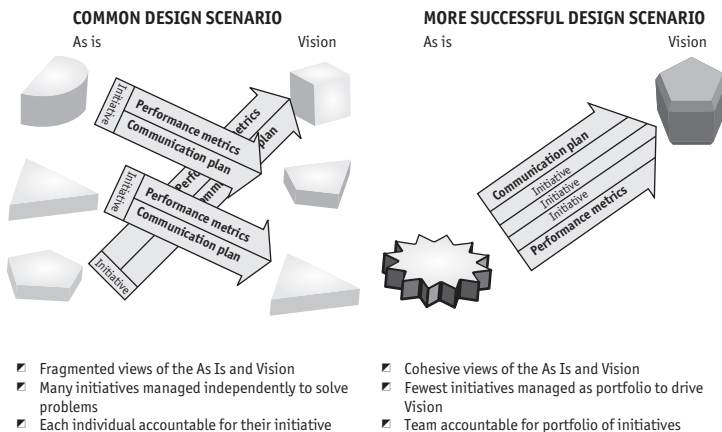 COMMON DESIGN SCENARIO
As is
Vision
Initiative
Performance metrics
Communication plan
Initiative
Performance metrics
Communication plan
Initiative
Fragmented views of the As Is and Vision
Many initiatives managed independently to solve
problems
Each individual accountable for their initiative
MORE SUCCESSFUL DESIGN SCENARIO
As is
Vision
Communication plan
Initiative
Initiative
Initiative
Performance metrics
Cohesive views of the As Is and Vision
Fewest initiatives managed as portfolio to drive
Vision
Team accountable for portfolio of initiatives